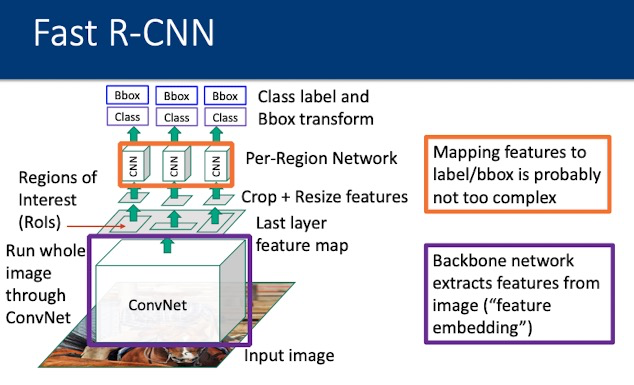 Fast R-CNN
Bbox Bbox Bbox
Class Class Class
Class label and
Bbox transform
CNN CNN CNN
Per-Region Network
Mapping features to
label/bbox is probably
not too complex
Regions of
Interest
(RoIs)
Crop + Resize features
Last layer
feature map
Run whole
image
through
ConvNet
ConvNet
Backbone network
extracts features from
image (“feature
embedding”)
Input image